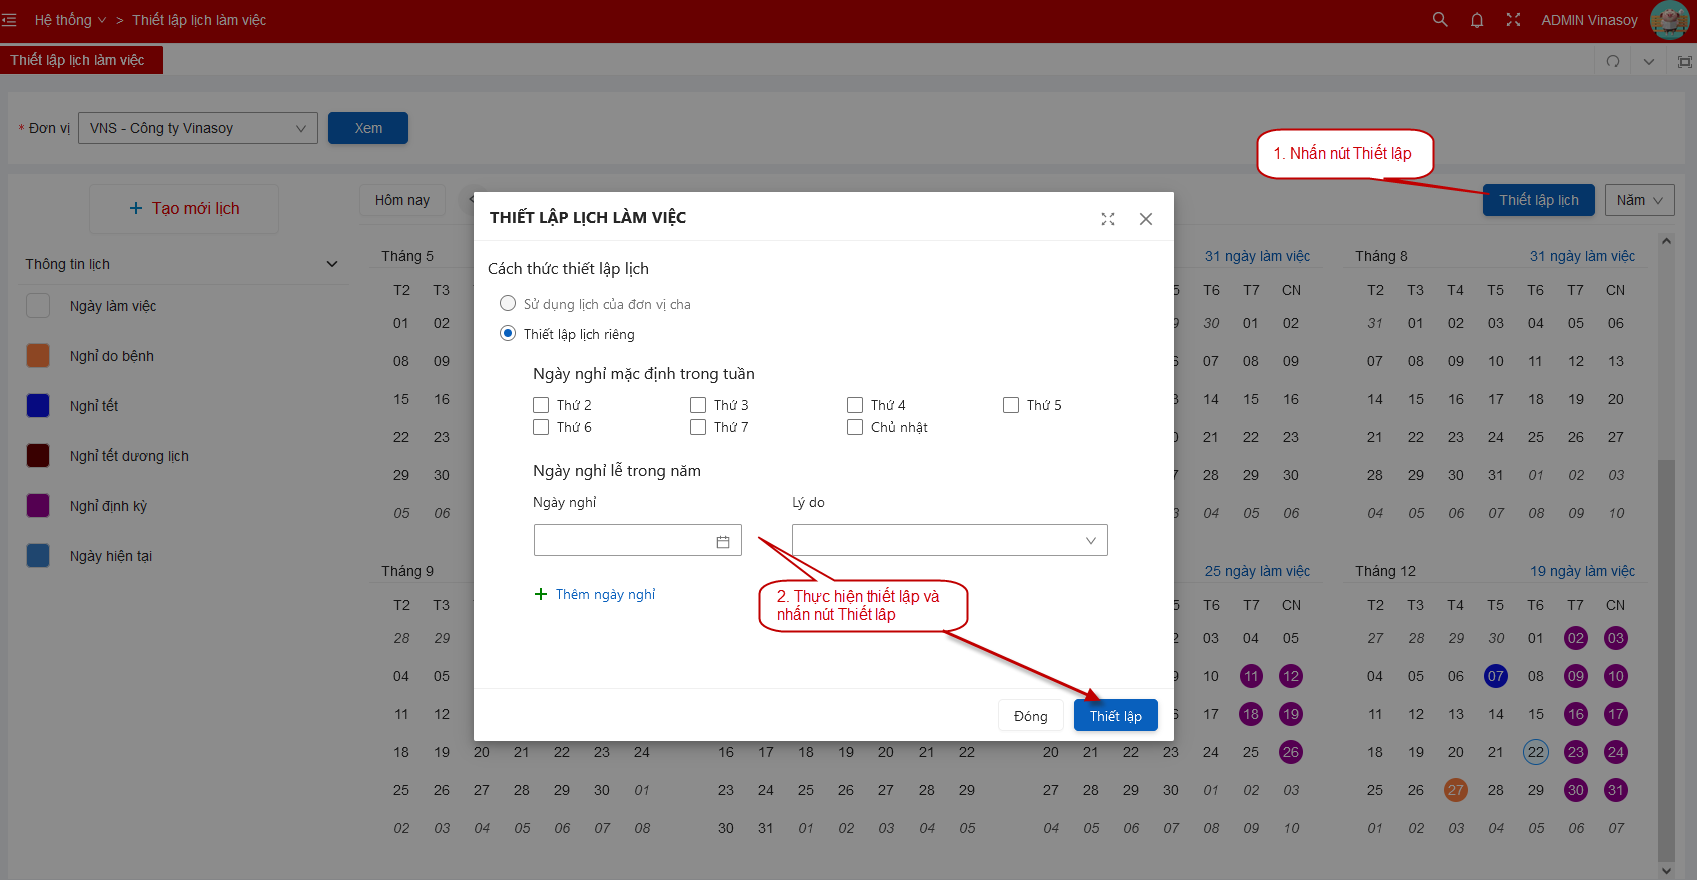 Hệ thống > Thiết lập lịch làm việc
ADMIN Vinasoy
Thiết lập lịch làm việc
* Đơn vị VNS - Công ty Vinasoy Xem
1. Nhấn nút Thiết lập
+ Tạo mới lịch
Hôm nay
Thiết lập lịch Năm
Thông tin lịch
Ngày làm việc
Nghỉ do bệnh
Nghỉ tết
Nghỉ tết dương lịch
Nghỉ định kỳ
Ngày hiện tại
THIẾT LẬP LỊCH LÀM VIỆC
Cách thức thiết lập lịch
Sử dụng lịch của đơn vị cha
Thiết lập lịch riêng
Ngày nghỉ mặc định trong tuần
Thứ 2 Thứ 3 Thứ 4 Thứ 5
Thứ 6 Thứ 7 Chủ nhật
Ngày nghỉ lễ trong năm
Ngày nghỉ Lý do
+ Thêm ngày nghỉ
2. Thực hiện thiết lập và
nhấn nút Thiết lập
Đóng Thiết lập
Tháng 5
T2 T3
01 02
08 09
15 16
22 23
29 30
05 06
31 ngày làm việc
T6 T7 CN
30 01 02
07 08 09
14 15 16
21 22 23
28 29 30
04 05 06
Tháng 8 31 ngày làm việc
T2 T3 T4 T5 T6 T7 CN
31 01 02 03 04 05 06
07 08 09 10 11 12 13
14 15 16 17 18 19 20
21 22 23 24 25 26 27
28 29 30 31 01 02 03
04 05 06 07 08 09 10
Tháng 9
T2 T3
28 29
04 05
11 12
18 19 20 21 22 23 24
25 26 27 28 29 30 01
02 03 04 05 06 07 08
16 17 18 19 20 21 22
23 24 25 26 27 28 29
30 31 01 02 03 04 05
25 ngày làm việc
T6 T7 CN
03 04 05
10 11 12
17 18 19
20 21 22 23 24 25 26
27 28 29 30 01 02 03
04 05 06 07 08 09 10
Tháng 12 19 ngày làm việc
T2 T3 T4 T5 T6 T7 CN
27 28 29 30 01 02 03
04 05 06 07 08 09 10
11 12 13 14 15 16 17
18 19 20 21 22 23 24
25 26 27 28 29 30 31
01 02 03 04 05 06 07